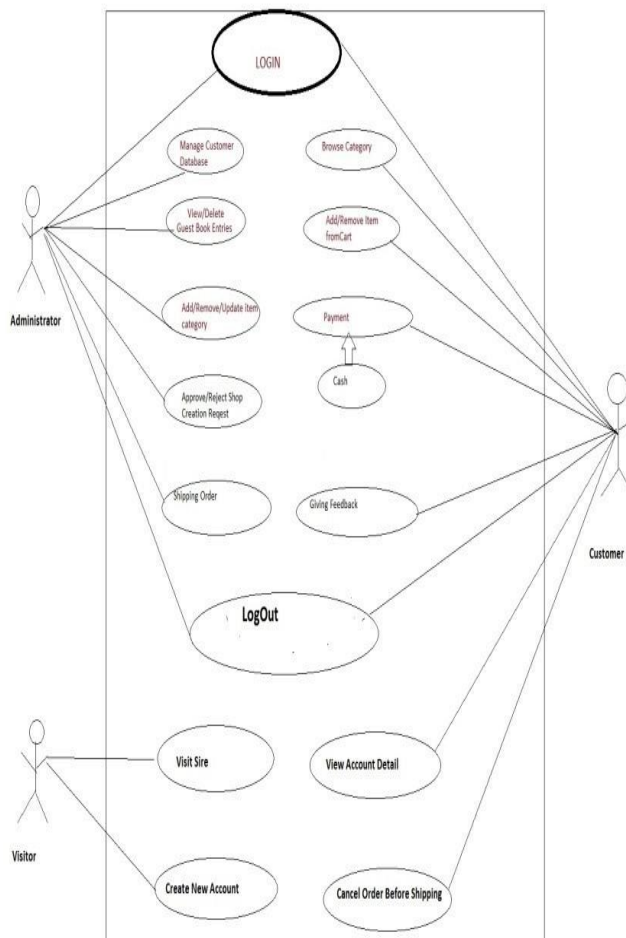 LOGIN
Manage Customer
Database
Browse Category
View/Delete
Guest Book Entries
Add/Remove Item
fromCart
Administrator
Add/Remove/Update item
category
Payment
Cash
Approve/Reject Shop
Creation Reqest
Shipping Order
Giving Feedback
Customer
LogOut
Visit Sire
View Account Detail
Visitor
Create New Account
Cancel Order Before Shipping